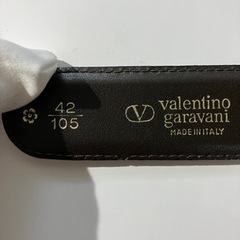 42
105
V valentino
garavani
MADE IN ITALY